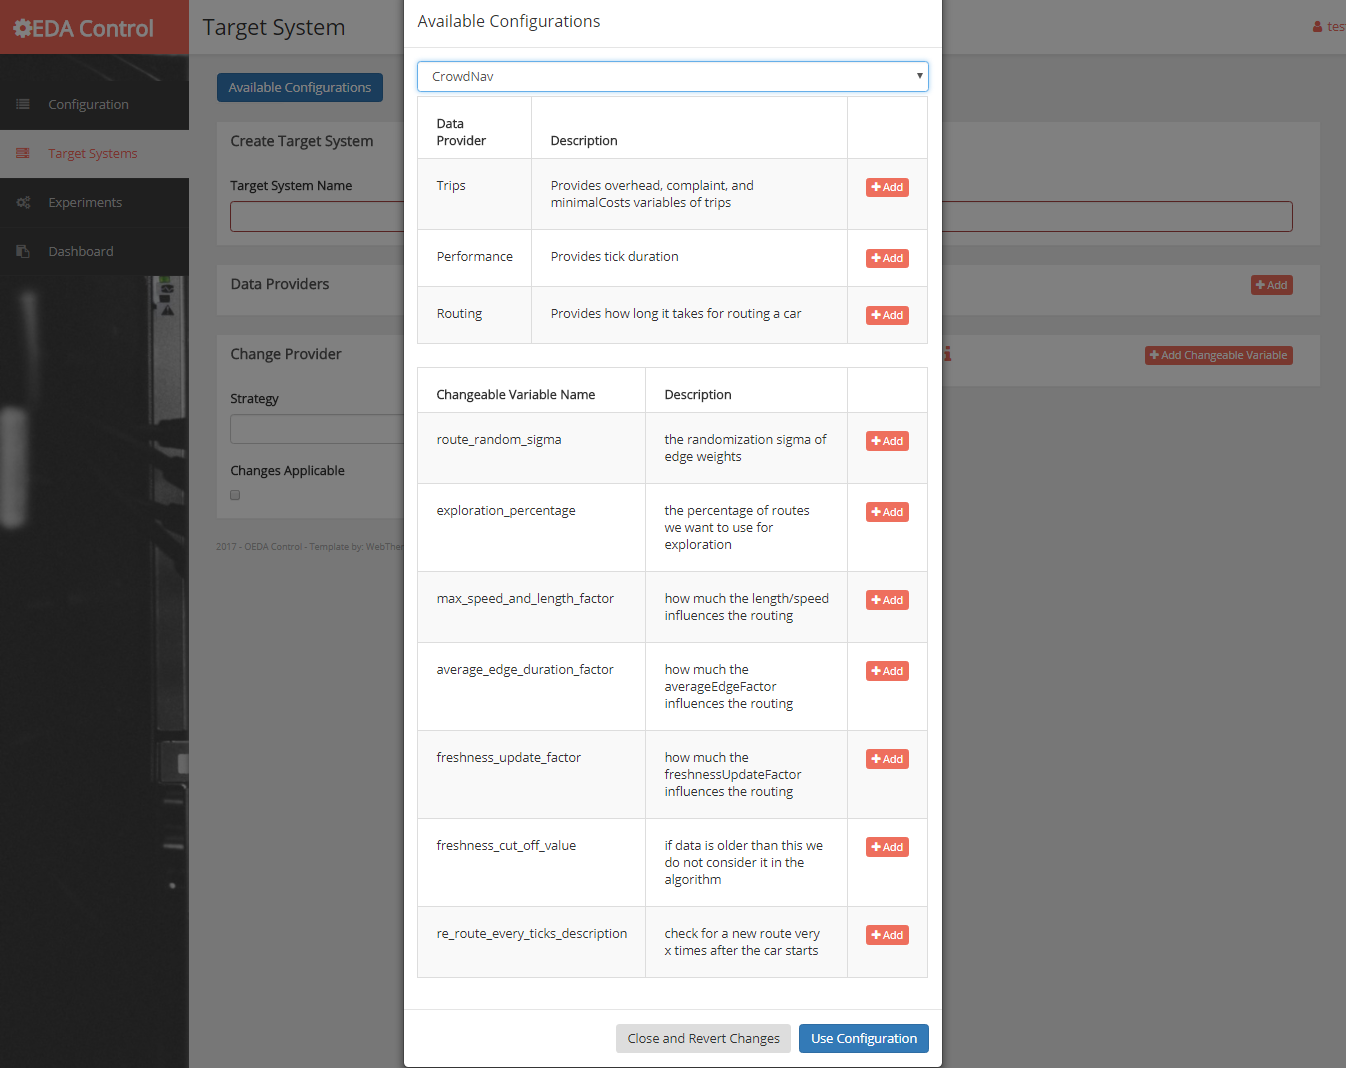 EDA Control
Target System
tes
Configuration
Target Systems
Experiments
Dashboard
Available Configurations
Create Target System
Target System Name
Data Providers
Add
Change Provider
Add Changeable Variable
Strategy
Changes Applicable
2017 - OEDA Control - Template by: WebThem
Available Configurations
CrowdNav
Data
Provider
Description
Trips
Provides overhead, complaint, and
minimalCosts variables of trips
Add
Performance
Provides tick duration
Add
Routing
Provides how long it takes for routing a car
Add
Changeable Variable Name
Description
route_random_sigma
the randomization sigma of
edge weights
Add
exploration_percentage
the percentage of routes
we want to use for
exploration
Add
max_speed_and_length_factor
how much the length/speed
influences the routing
Add
average_edge_duration_factor
how much the
averageEdgeFactor
influences the routing
Add
freshness_update_factor
how much the
freshnessUpdateFactor
influences the routing
Add
freshness_cut_off_value
if data is older than this we
do not consider it in the
algorithm
Add
re_route_every_ticks_description
check for a new route very
x times after the car starts
Add
Close and Revert Changes
Use Configuration